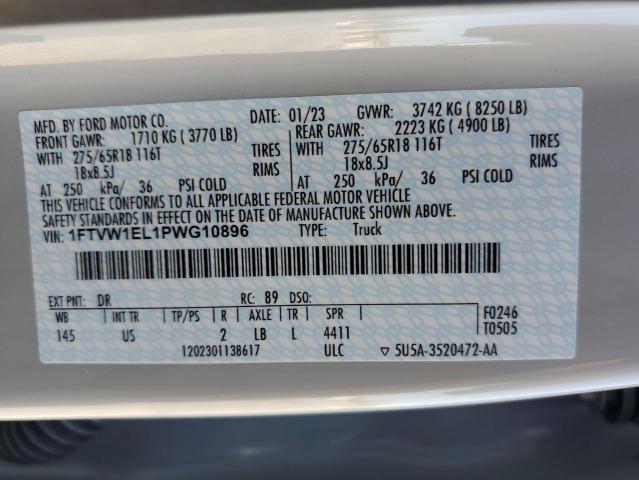 MFD. BY FORD MOTOR CO. DATE: 01/23 GVWR: 3742 KG ( 8250 LB)
FRONT GAWR: 1710 KG ( 3770 LB) REAR GAWR: 2223 KG ( 4900 LB)
WITH 275/65R18 116T TIRES WITH 275/65R18 116T TIRES
18x8.5J RIMS 18x8.5J RIMS
AT 250 kPa/ 36 PSI COLD AT 250 kPa/ 36 PSI COLD
THIS VEHICLE CONFORMS TO ALL APPLICABLE FEDERAL MOTOR VEHICLE
SAFETY STANDARDS IN EFFECT ON THE DATE OF MANUFACTURE SHOWN ABOVE.
VIN: 1FTVW1EL1PWG10896 TYPE: Truck
EXT PNT: DR RC: 89 DSO:
WB INT TR TP/PS R AXLE TR SPR F0246
145 US 2 LB L 4411 T0505
1202301138617 ULC ▽ 5U5A-3520472-AA